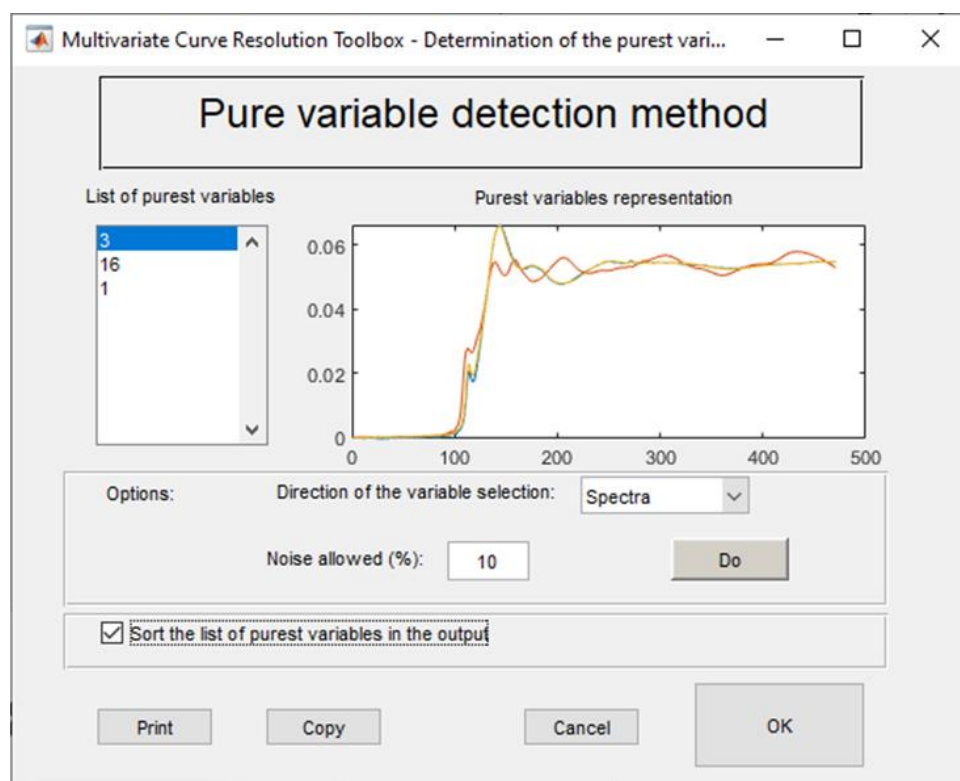 Multivariate Curve Resolution Toolbox - Determination of the purest vari...
Pure variable detection method
List of purest variables
3
16
1
Purest variables representation
0.06
0.04
0.02
0
0 100 200 300 400 500
Options:
Direction of the variable selection: Spectra
Noise allowed (%): 10 Do
Sort the list of purest variables in the output
Print Copy Cancel OK